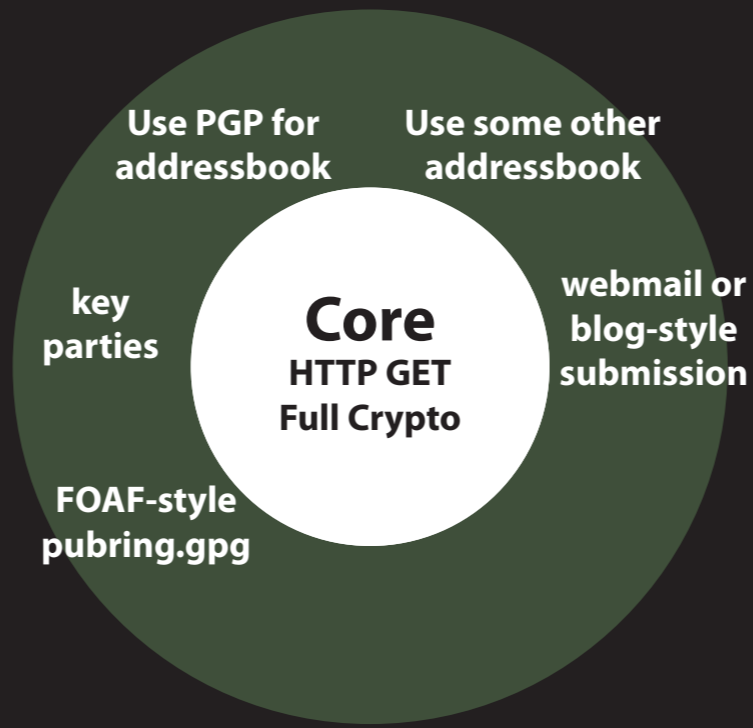 Use PGP for
addressbook
Use some other
addressbook
key
parties
Core
HTTP GET
Full Crypto
webmail or
blog-style
submission
FOAF-style
pubring.gpg